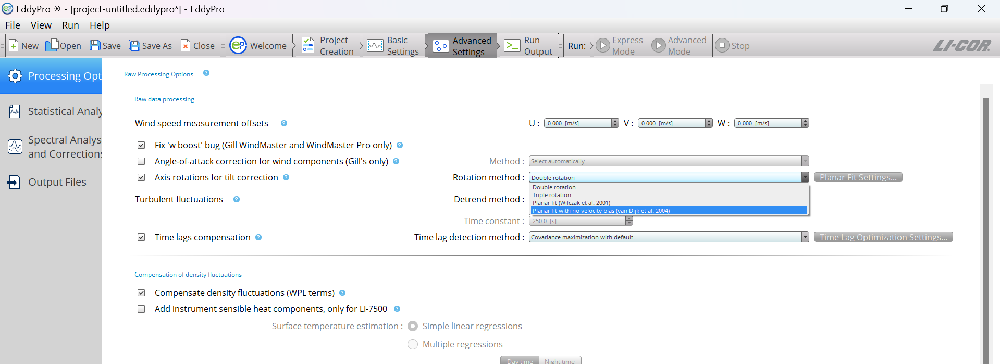 EddyPro ® - [project-untitled.eddypro*] - EddyPro
File View Run Help
New Open Save Save As Close Welcome Project Creation Basic Settings Advanced Settings Run Output Run: Express Mode Advanced Mode Stop LI-COR
Processing Opt
Statistical Analy
Spectral Analys
and Corrections
Output Files
Raw Processing Options ?
Raw data processing
Wind speed measurement offsets ? U : 0.000 [m/s] V : 0.000 [m/s] W : 0.000 [m/s]
Fix 'w boost' bug (Gill WindMaster and WindMaster Pro only) ?
Angle-of-attack correction for wind components (Gill's only) ? Method : Select automatically
Axis rotations for tilt correction ? Rotation method : Double rotation Planar Fit Settings...
Double rotation
Triple rotation
Planar fit (Wilczak et al. 2001)
Planar fit with no velocity bias (van Dijk et al. 2004)
Turbulent fluctuations ? Detrend method :
Time constant : 250.0 [s]
Time lags compensation ? Time lag detection method : Covariance maximization with default Time Lag Optimization Settings...
Compensation of density fluctuations
Compensate density fluctuations (WPL terms) ?
Add instrument sensible heat components, only for LI-7500 ?
Surface temperature estimation : Simple linear regressions
Multiple regressions
Day time Night time